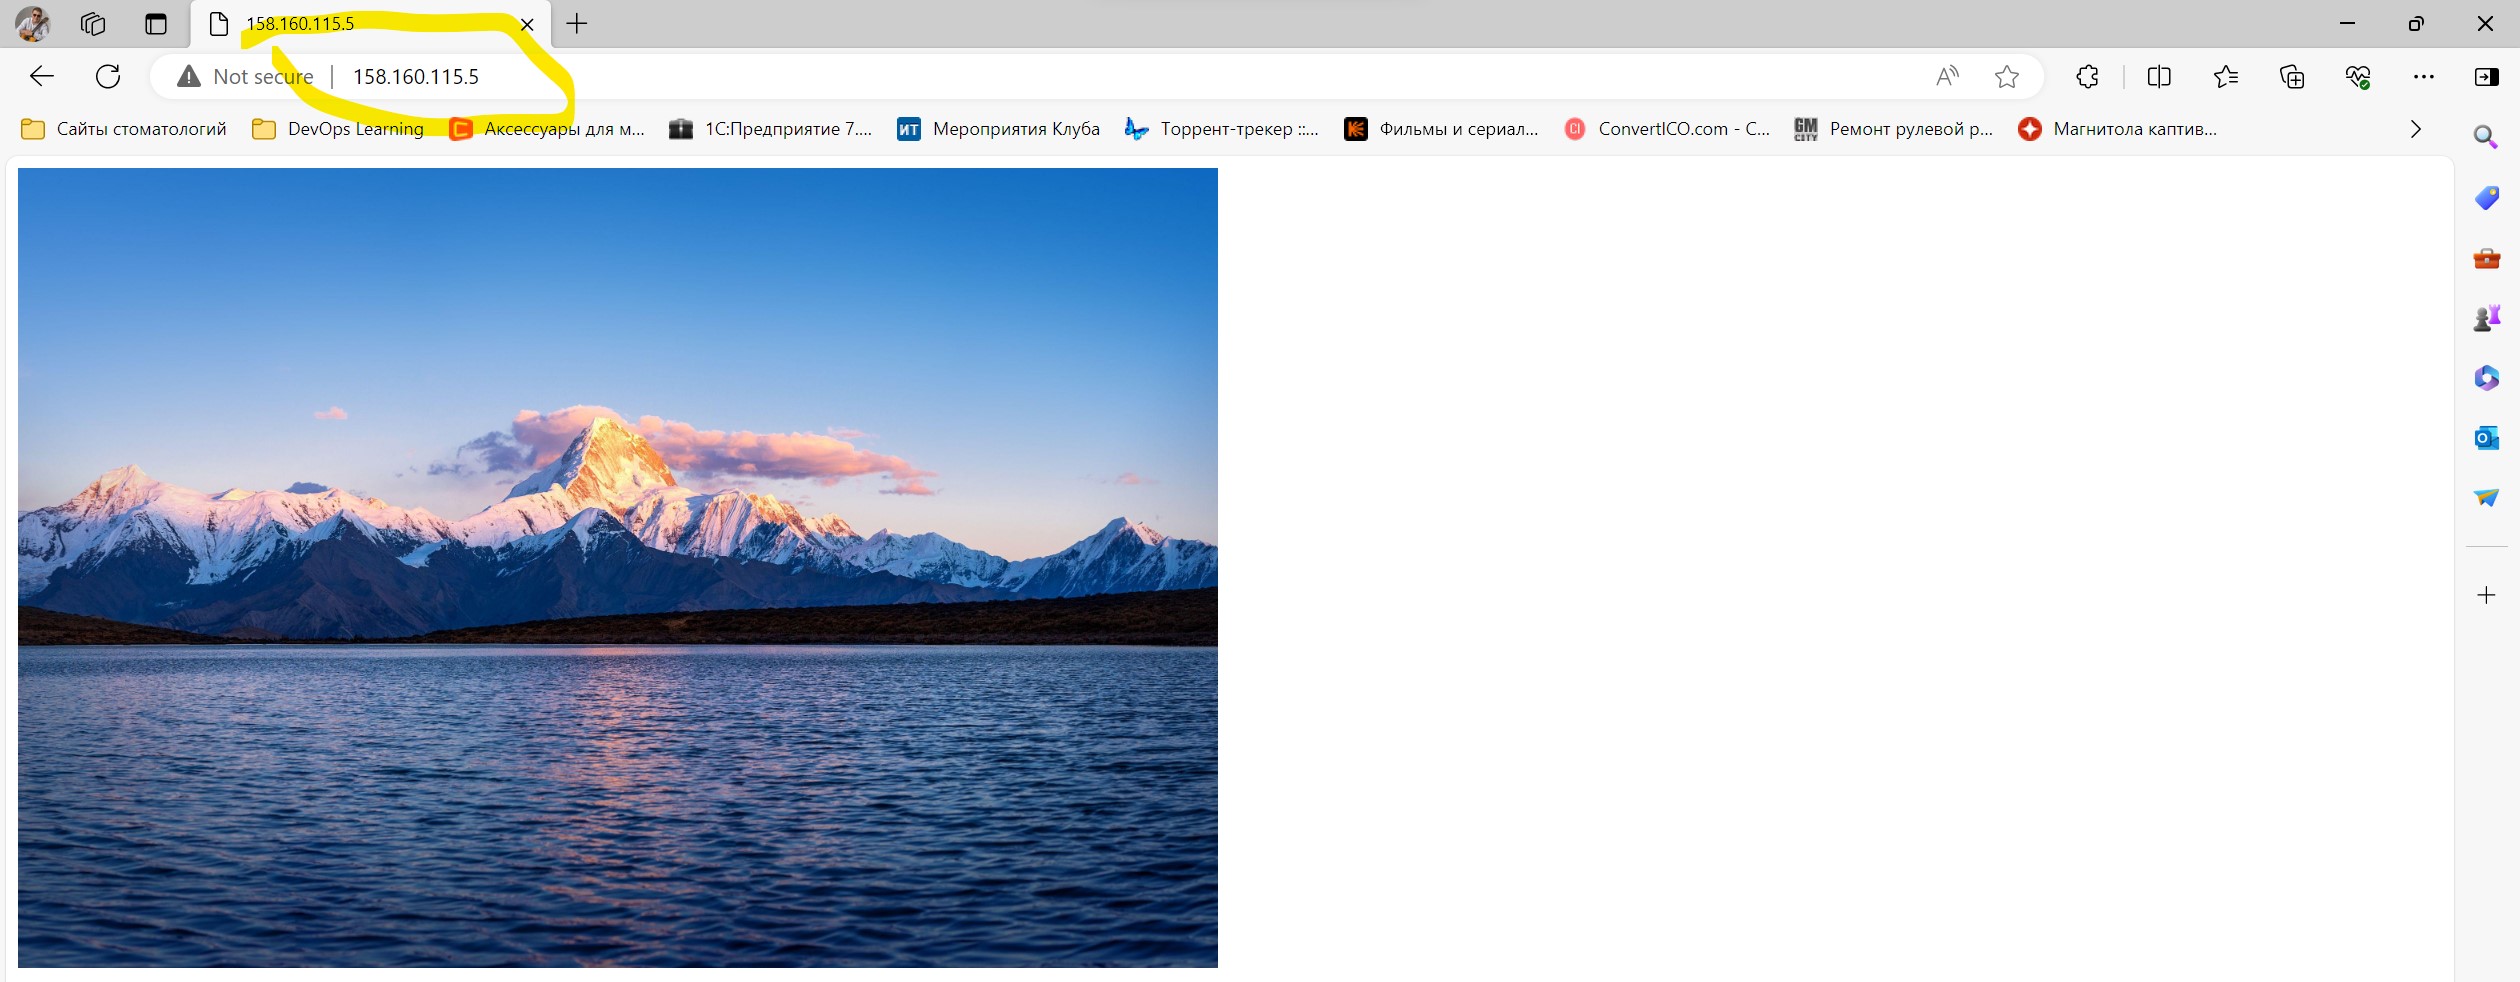 158.160.115.5
Not secure | 158.160.115.5
Сайты стоматологий DevOps Learning Аксессуары для м... 1С:Предприятие 7.... ИТ Мероприятия Клуба Торрент-трекер ::... Фильмы и сериал... CI ConvertICO.com - C... GM CITY Ремонт рулевой р... Магнитола каптив...